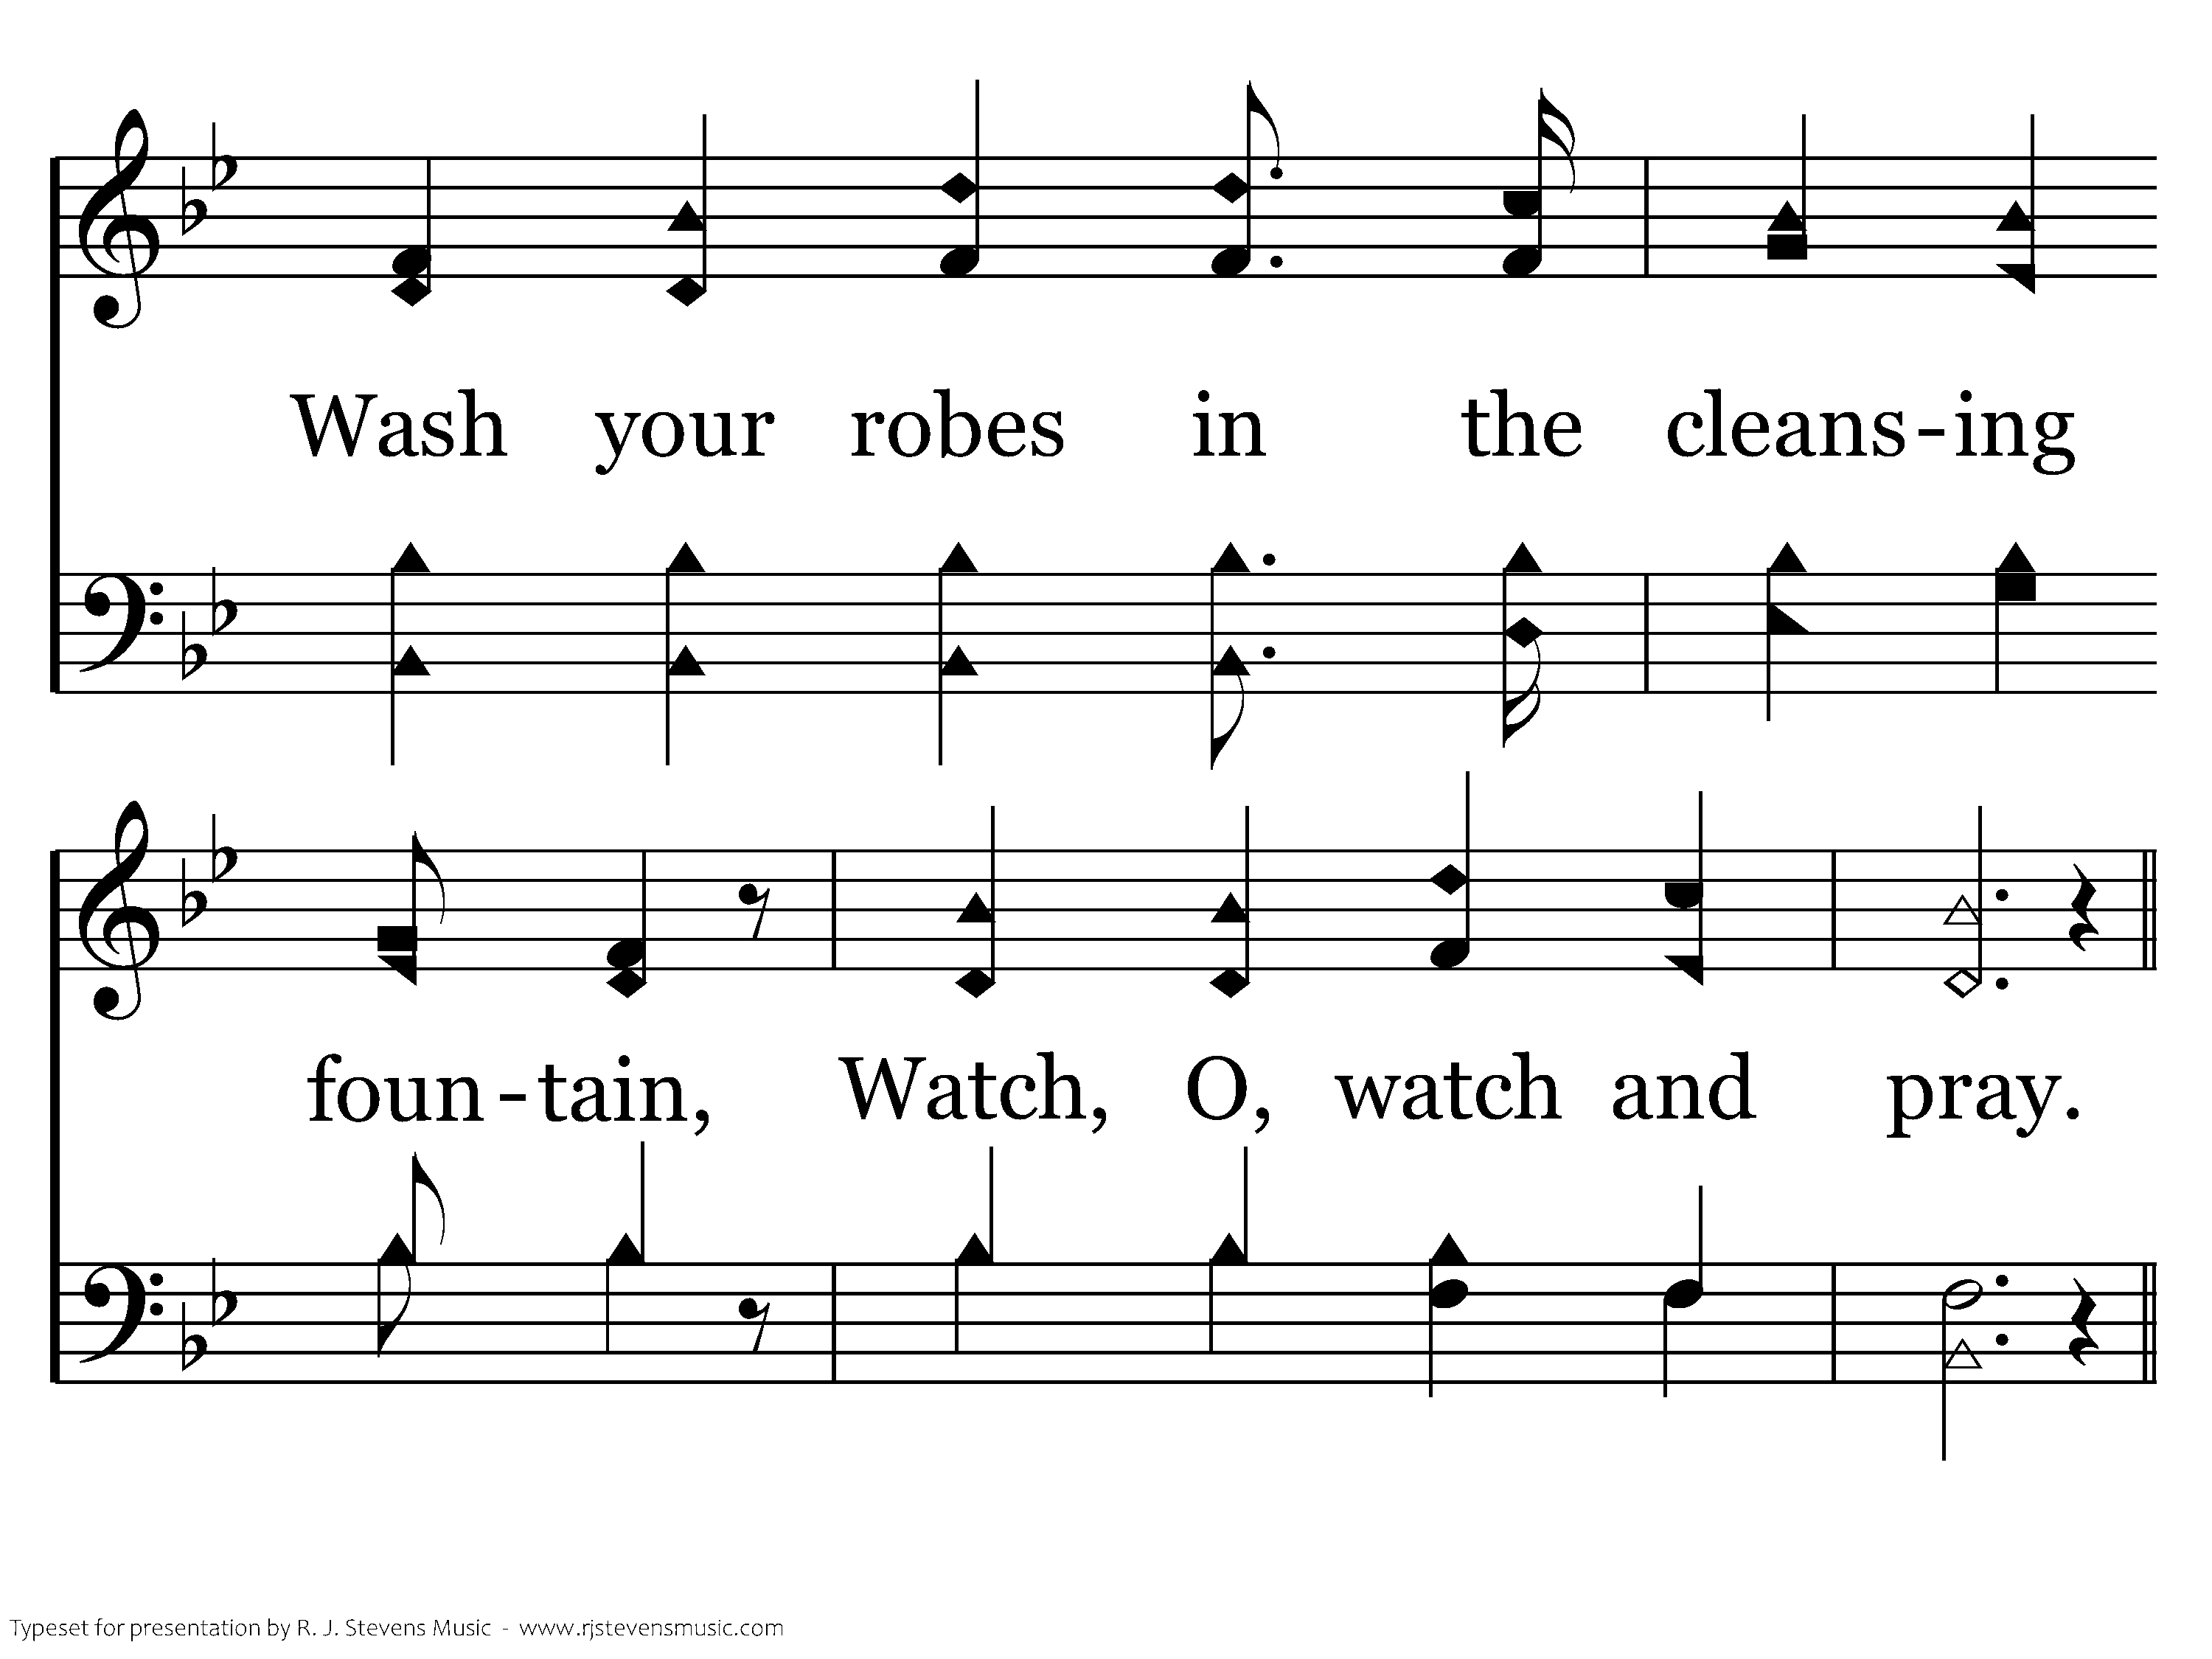 Wash your robes in the cleans-ing
foun-tain, Watch, O, watch and pray.
Typeset for presentation by R. J. Stevens Music - www.rjstevensmusic.com